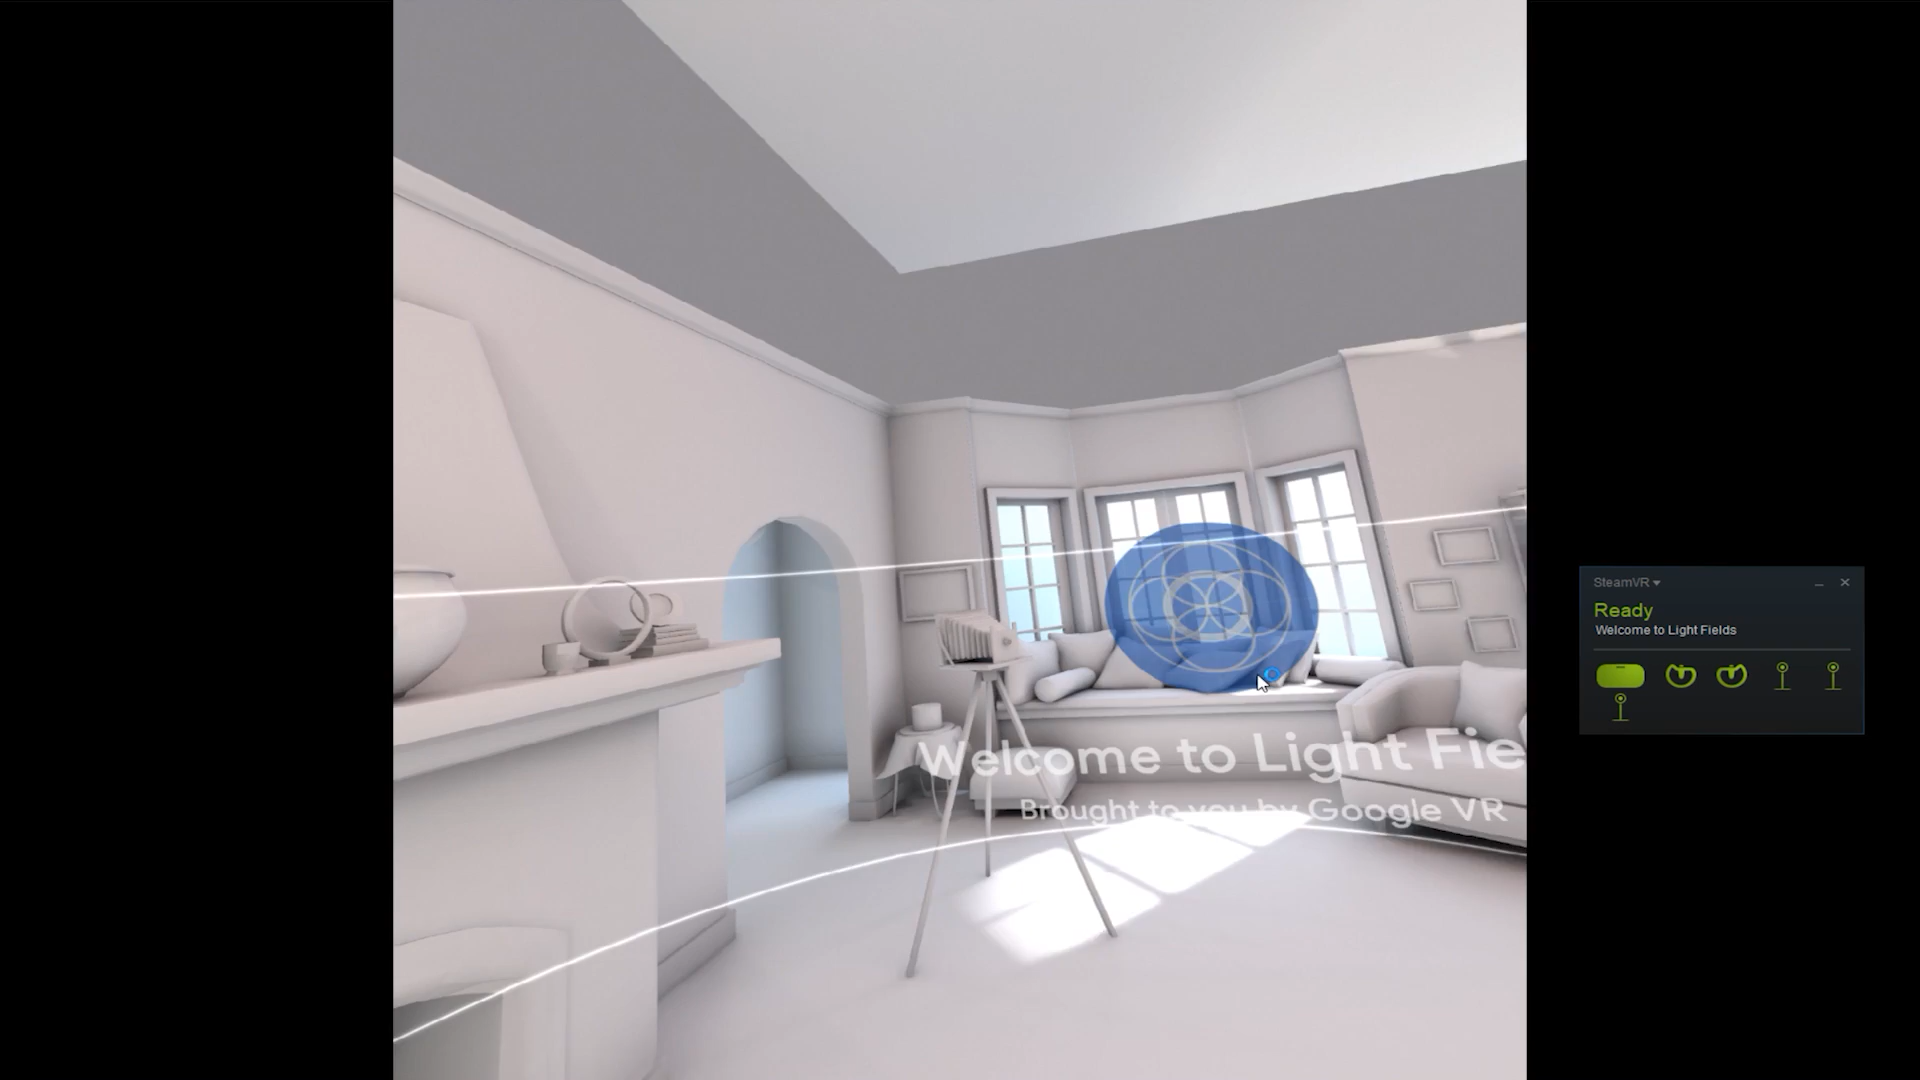 SteamVR
Ready
Welcome to Light Fields
Welcome to Light Fie
Brought to you by Google VR